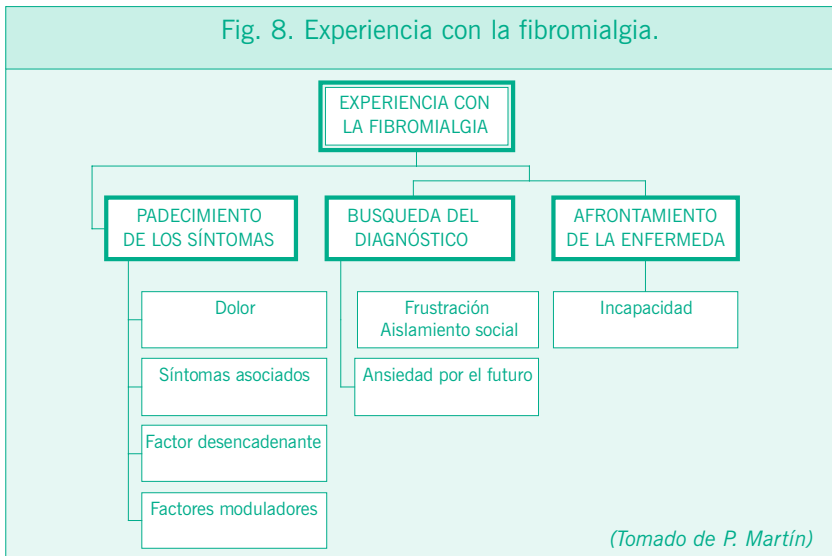 Fig. 8. Experiencia con la fibromialgia.
EXPERIENCIA CON
LA FIBROMIALGIA
PADECIMIENTO
DE LOS SÍNTOMAS
BUSQUEDA DEL
DIAGNÓSTICO
AFRONTAMIENTO
DE LA ENFERMEDA
Dolor
Síntomas asociados
Factor desencadenante
Factores moduladores
Frustración
Aislamiento social
Ansiedad por el futuro
Incapacidad
(Tomado de P. Martín)